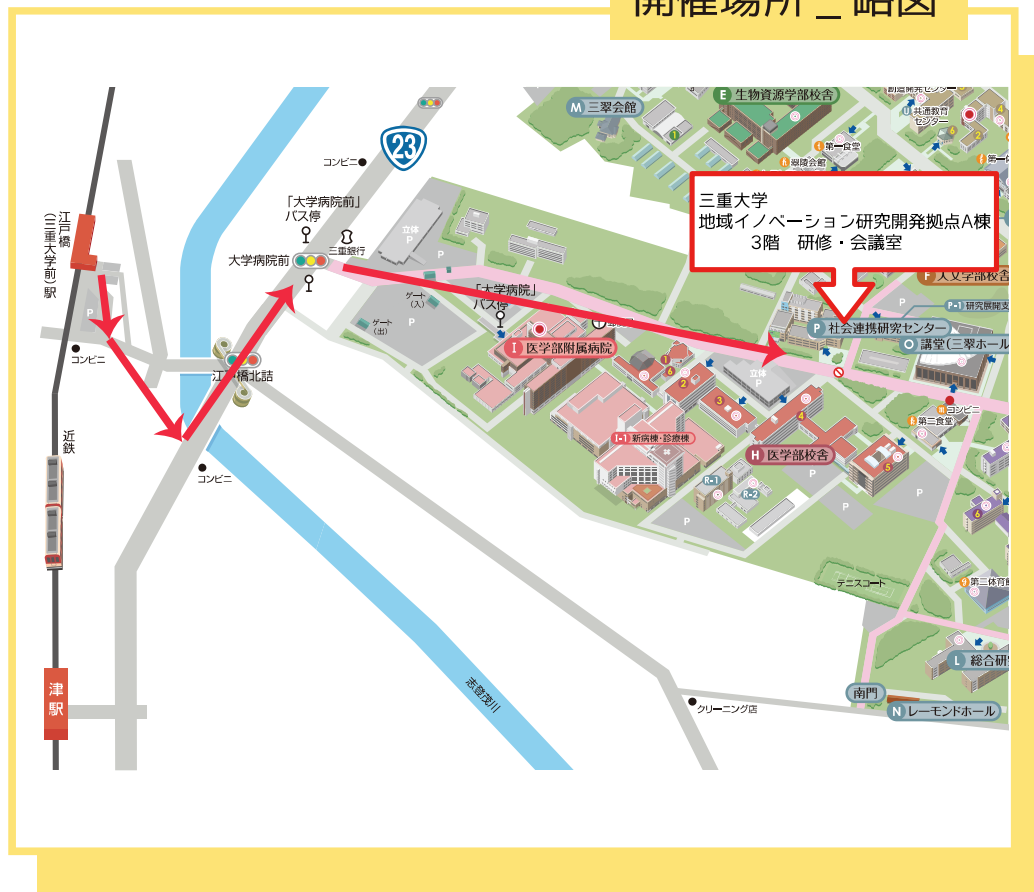 開催場所_略図
M 三翠会館
E 生物資源学部校舎
U 共通教育
センター
コンビニ
23
第一食堂
翠陵会館
「大学病院前」
バス停
三重銀行
大学病院前
立体
P
三重大学
地域イノベーション研究開発拠点A棟
3階 研修・会議室
江戸橋
(三重大学前)駅
P
コンビニ
ゲート
(入)
ゲート
(出)
P
「大学病院」
バス停
F 人文学部校舎
P-1 研究展開支
P 社会連携研究センター
O 講堂(三翠ホール
I 医学部附属病院
江戸橋北詰
立体
P
コンビニ
第二食堂
I-1 新病棟・診療棟
H 医学部校舎
R-1
R-2
P
P
P
近鉄
コンビニ
テニスコート
第二体育館
L 総合研
津駅
志登茂川
クリーニング店
南門
N レーモンドホール